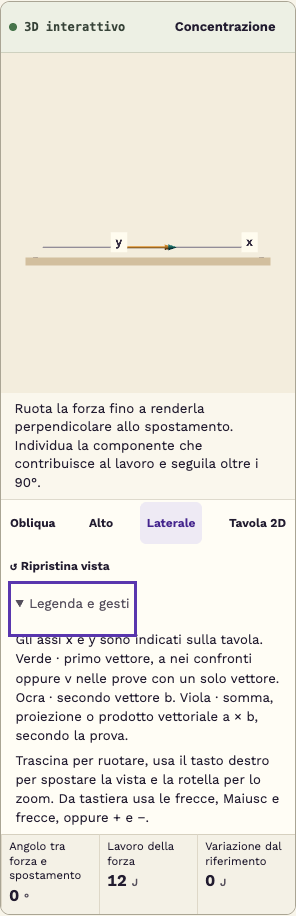 3D interattivo
Concentrazione
y
x
Ruota la forza fino a renderla
perpendicolare allo spostamento.
Individua la componente che
contribuisce al lavoro e seguila oltre i
90°.
Obliqua
Alto
Laterale
Tavola 2D
↺ Ripristina vista
▼ Legenda e gesti
Gli assi x e y sono indicati sulla tavola.
Verde · primo vettore, a nei confronti
oppure v nelle prove con un solo vettore.
Ocra · secondo vettore b. Viola · somma,
proiezione o prodotto vettoriale a × b,
secondo la prova.
Trascina per ruotare, usa il tasto destro
per spostare la vista e la rotella per lo
zoom. Da tastiera usa le frecce, Maiusc e
frecce, oppure + e −.
Angolo tra
forza e
spostamento
0 °
Lavoro della
forza
12 J
Variazione dal
riferimento
0 J